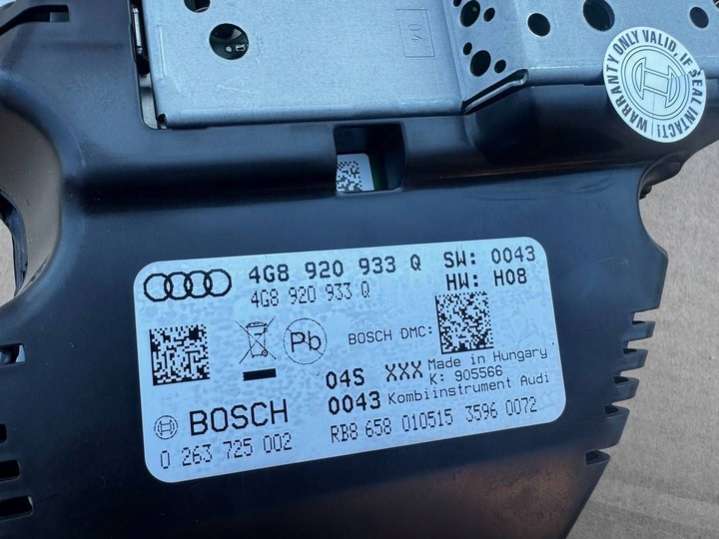 WARRANTY ONLY VALID, IF SEAL INTACT!
4G8 920 933 Q SW: 0043
4G8 920 933 Q HW: H08
Pb BOSCH DMC:
04S XXX Made in Hungary
K: 905566
BOSCH 0043 Kombiinstrument Audi
0 263 725 002 RB8 658 010515 3596 0072